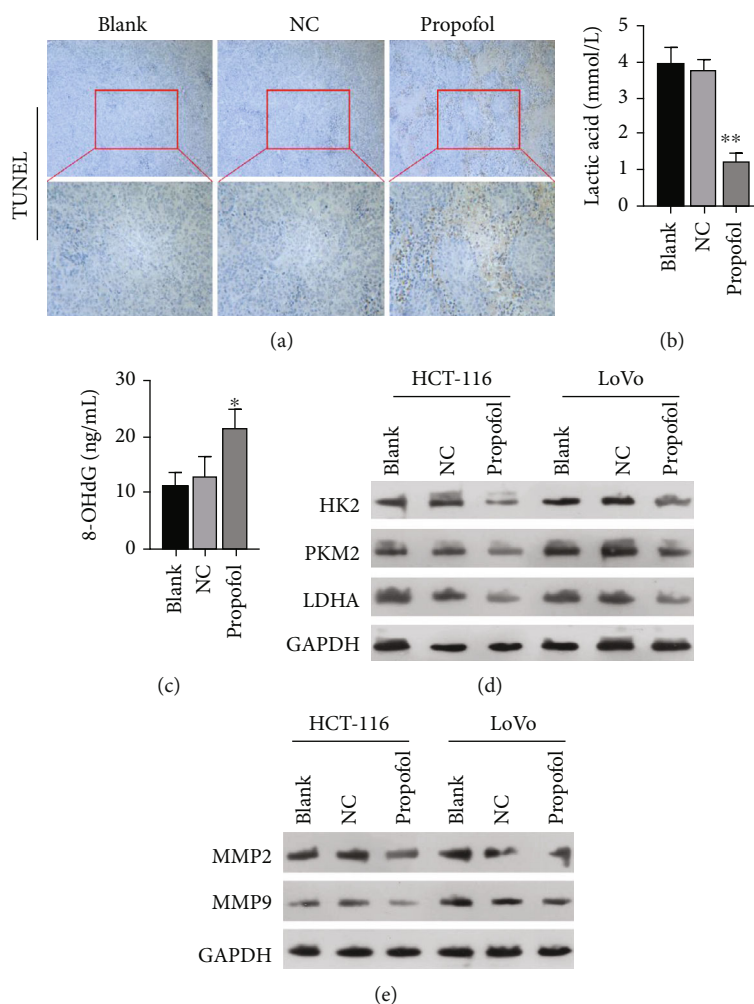 Blank NC Propofol
TUNEL
(a)
Lactic acid (mmol/L)
5
4
3
2
1
0
**
Blank
NC
Propofol
(b)
8-OHdG (ng/mL)
30
20
10
0
*
Blank
NC
Propofol
(c)
HCT-116 LoVo
Blank NC Propofol Blank NC Propofol
HK2
PKM2
LDHA
GAPDH
(d)
HCT-116 LoVo
Blank NC Propofol Blank NC Propofol
MMP2
MMP9
GAPDH
(e)